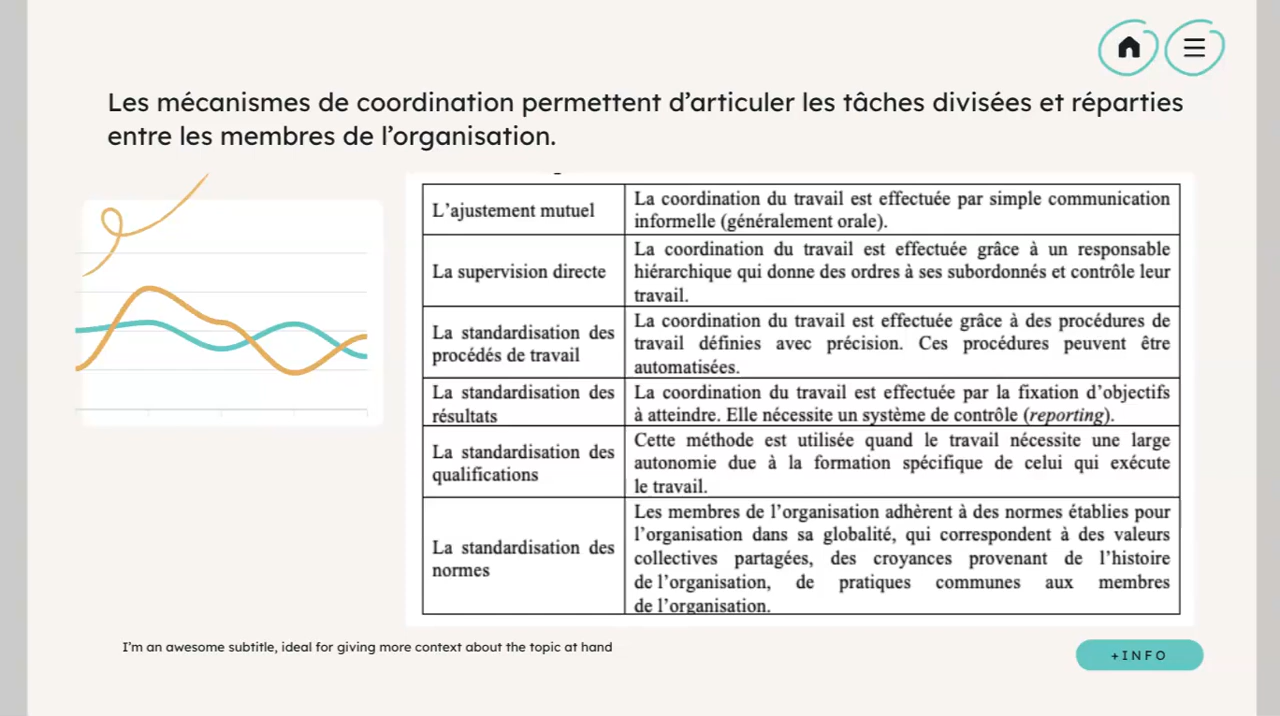 Les mécanismes de coordination permettent d’articuler les tâches divisées et réparties
entre les membres de l’organisation.
L’ajustement mutuel
La coordination du travail est effectuée par simple communication
informelle (généralement orale).
La supervision directe
La coordination du travail est effectuée grâce à un responsable
hiérarchique qui donne des ordres à ses subordonnés et contrôle leur
travail.
La standardisation des
procédés de travail
La coordination du travail est effectuée grâce à des procédures de
travail définies avec précision. Ces procédures peuvent être
automatisées.
La standardisation des
résultats
La coordination du travail est effectuée par la fixation d’objectifs
à atteindre. Elle nécessite un système de contrôle (reporting).
La standardisation des
qualifications
Cette méthode est utilisée quand le travail nécessite une large
autonomie due à la formation spécifique de celui qui exécute
le travail.
La standardisation des
normes
Les membres de l’organisation adhèrent à des normes établies pour
l’organisation dans sa globalité, qui correspondent à des valeurs
collectives partagées, des croyances provenant de l’histoire
de l’organisation, de pratiques communes aux membres
de l’organisation.
I’m an awesome subtitle, ideal for giving more context about the topic at hand
+INFO